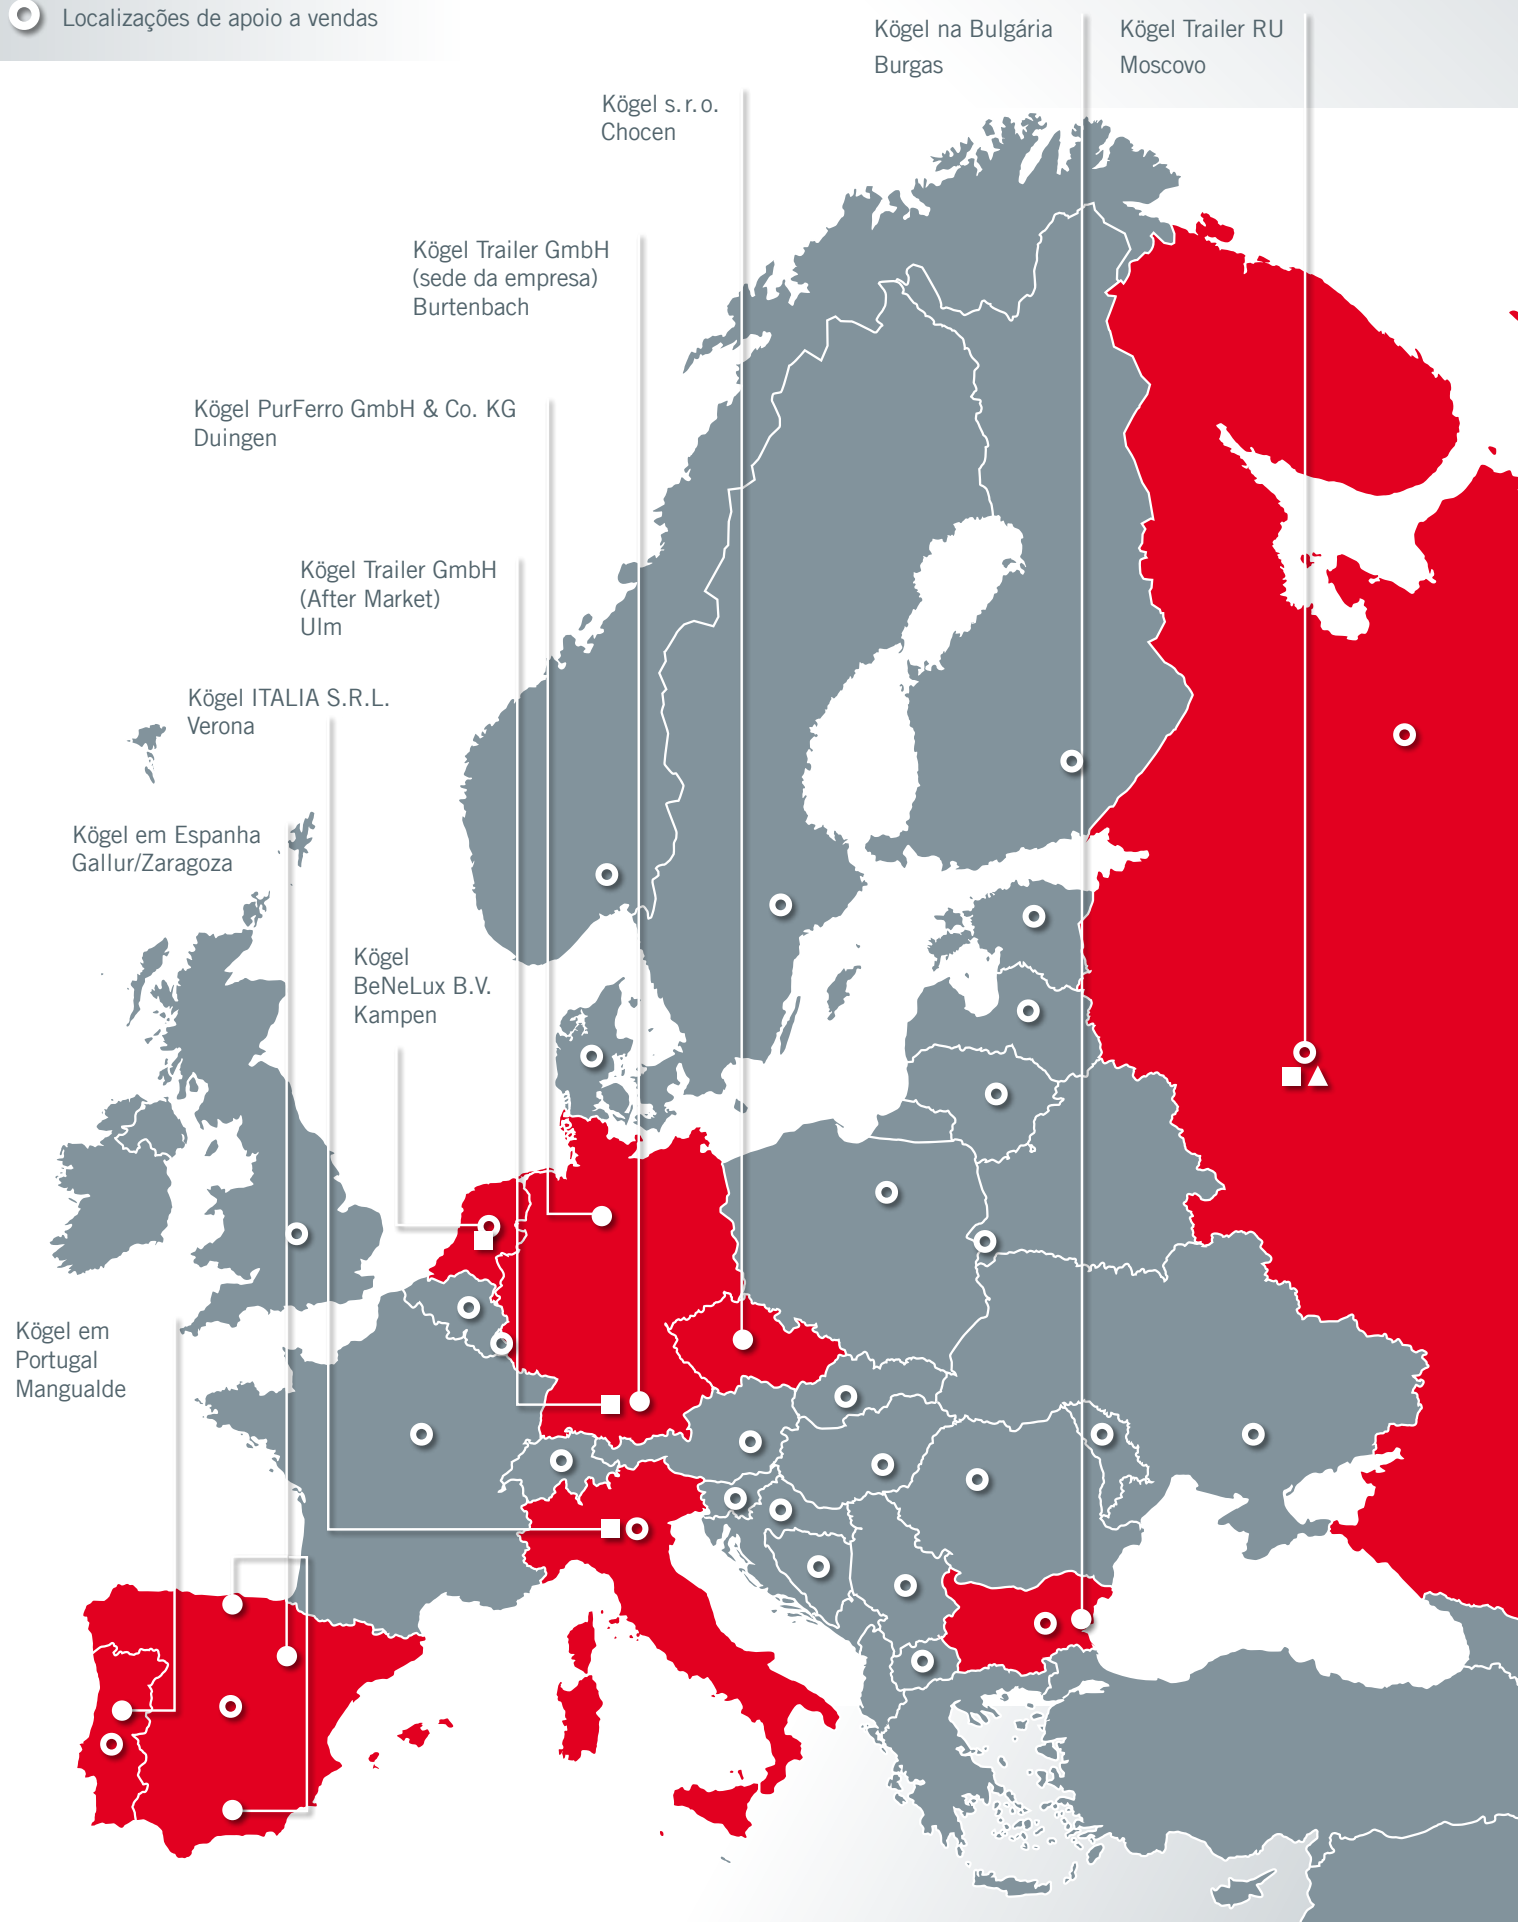 Localizações de apoio a vendas
Kögel na Bulgária
Burgas
Kögel Trailer RU
Moscovo
Kögel s.r.o.
Chocen
Kögel Trailer GmbH
(sede da empresa)
Burtenbach
Kögel PurFerro GmbH & Co. KG
Duingen
Kögel Trailer GmbH
(After Market)
Ulm
Kögel ITALIA S.R.L.
Verona
Kögel em Espanha
Gallur/Zaragoza
Kögel
BeNeLux B.V.
Kampen
Kögel em
Portugal
Mangualde